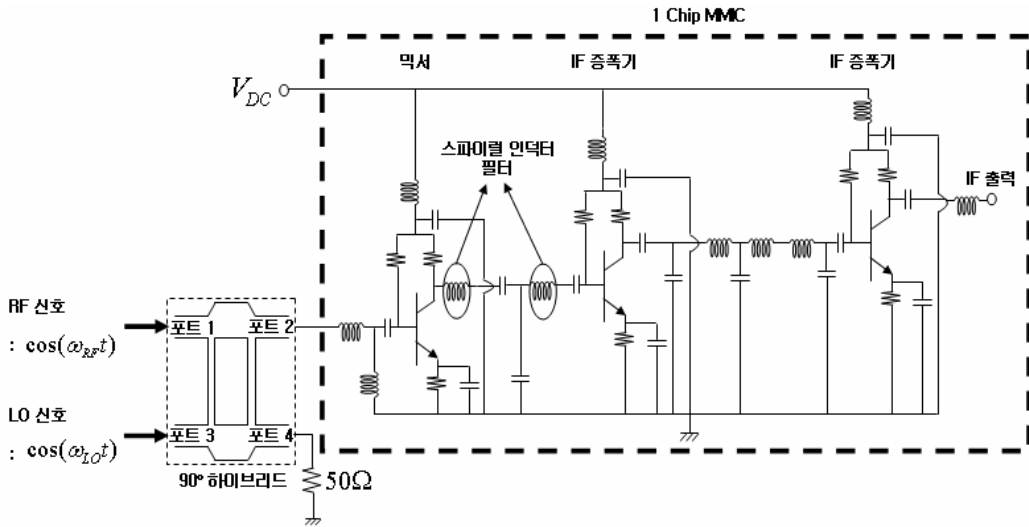 1 Chip MMIC
믹서
IF 증폭기
IF 증폭기
V_DC
스파이럴 인덕터
필터
IF 출력
RF 신호
: cos(ω_RF t)
포트 1
포트 2
LO 신호
: cos(ω_LO t)
포트 3
포트 4
90° 하이브리드
50Ω